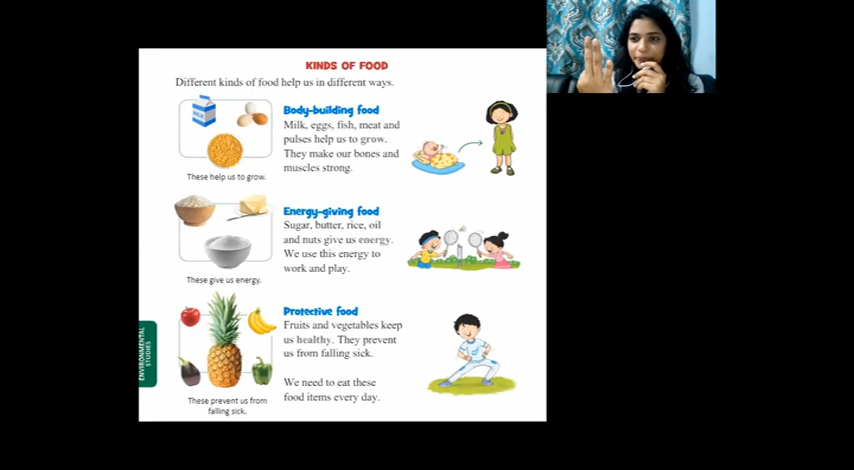 KINDS OF FOOD
Different kinds of food help us in different ways.
MILK
These help us to grow.
Body-building food
Milk, eggs, fish, meat and
pulses help us to grow.
They make our bones and
muscles strong.
These give us energy.
Energy-giving food
Sugar, butter, rice, oil
and nuts give us energy.
We use this energy to
work and play.
ENVIRONMENTAL
STUDIES
These prevent us from
falling sick.
Protective food
Fruits and vegetables keep
us healthy. They prevent
us from falling sick.
We need to eat these
food items every day.